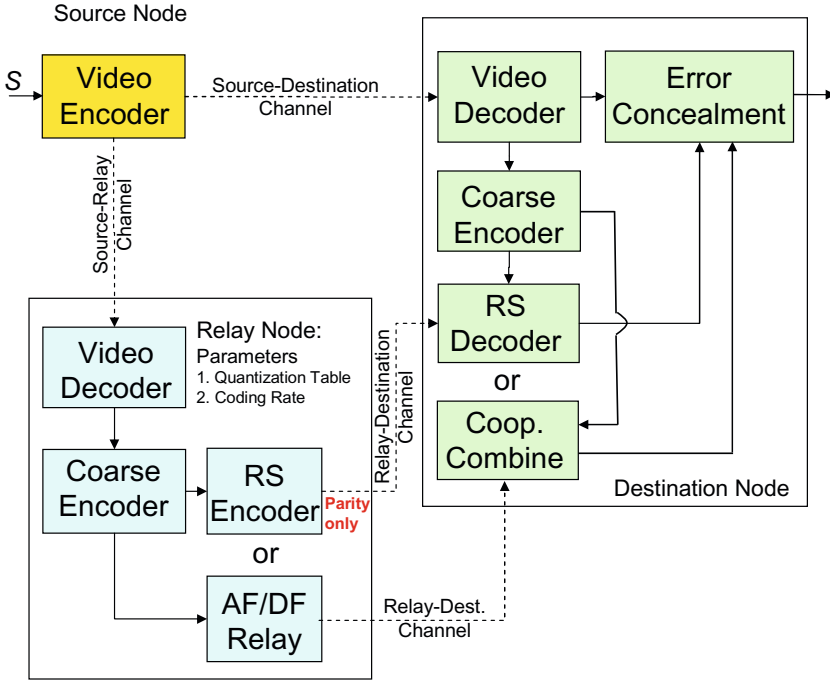 Source Node
S
Video
Encoder
Source-Destination
Channel
Source-Relay
Channel
Video
Decoder
Error
Concealment
Coarse
Encoder
RS
Decoder
or
Coop.
Combine
Destination Node
Relay-Destination
Channel
Relay Node:
Parameters
1. Quantization Table
2. Coding Rate
Video
Decoder
Coarse
Encoder
RS
Encoder
Parity
only
or
AF/DF
Relay
Relay-Dest.
Channel